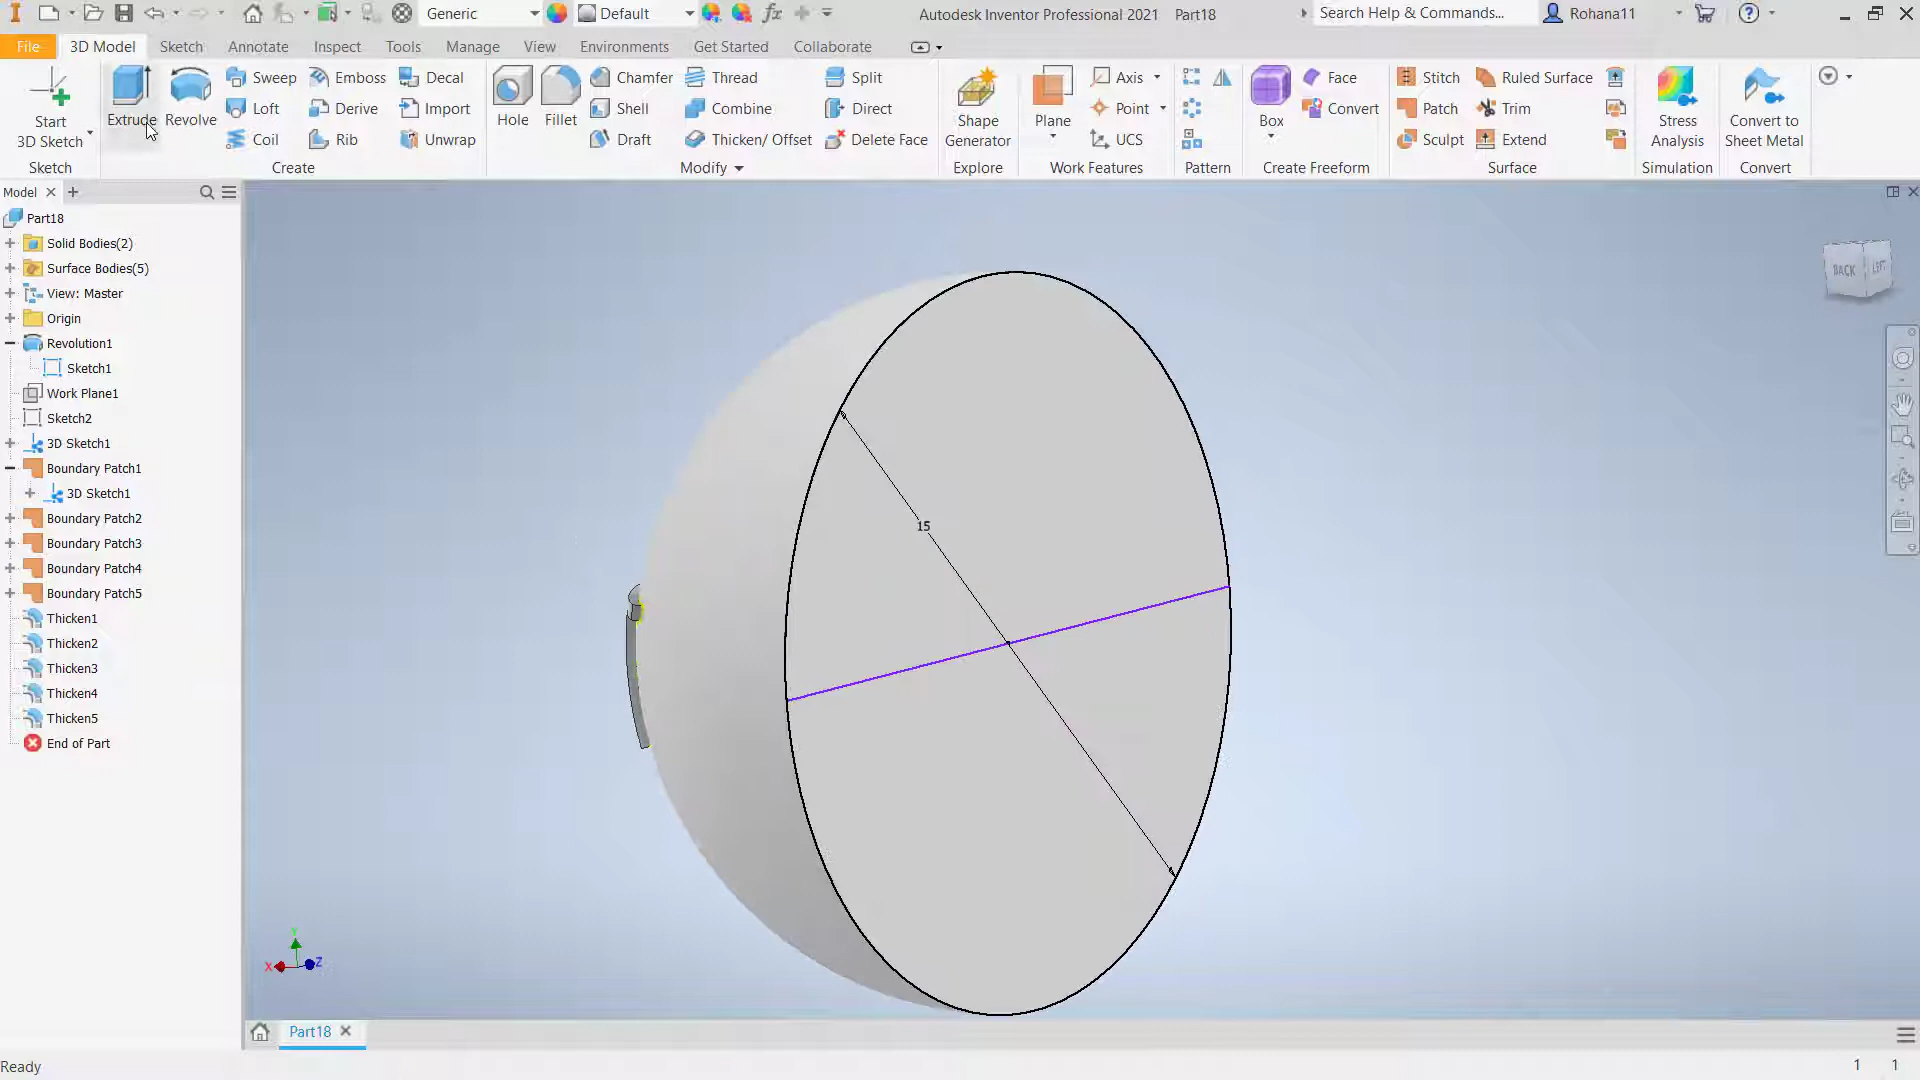 Generic
Default
Autodesk Inventor Professional 2021 Part18
Search Help & Commands...
Rohana11
File 3D Model Sketch Annotate Inspect Tools Manage View Environments Get Started Collaborate
Start
3D Sketch
Extrude
Revolve
Sweep
Loft
Coil
Emboss
Derive
Rib
Decal
Import
Unwrap
Hole
Fillet
Chamfer
Shell
Draft
Thread
Combine
Thicken/ Offset
Split
Direct
Delete Face
Shape
Generator
Plane
Axis
Point
UCS
Box
Face
Convert
Stitch
Patch
Sculpt
Ruled Surface
Trim
Extend
Stress
Analysis
Convert to
Sheet Metal
Sketch
Create
Modify
Explore
Work Features
Pattern
Create Freeform
Surface
Simulation
Convert
Model
Part18
Solid Bodies(2)
Surface Bodies(5)
View: Master
Origin
Revolution1
Sketch1
Work Plane1
Sketch2
3D Sketch1
Boundary Patch1
3D Sketch1
Boundary Patch2
Boundary Patch3
Boundary Patch4
Boundary Patch5
Thicken1
Thicken2
Thicken3
Thicken4
Thicken5
End of Part
BACK
LEFT
15
Y
X
Z
Part18
Ready
1 1